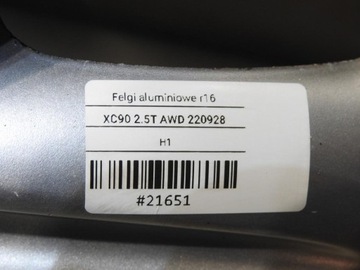 Felgi aluminiowe r16
XC90 2.5T AWD 220928
H1
#21651